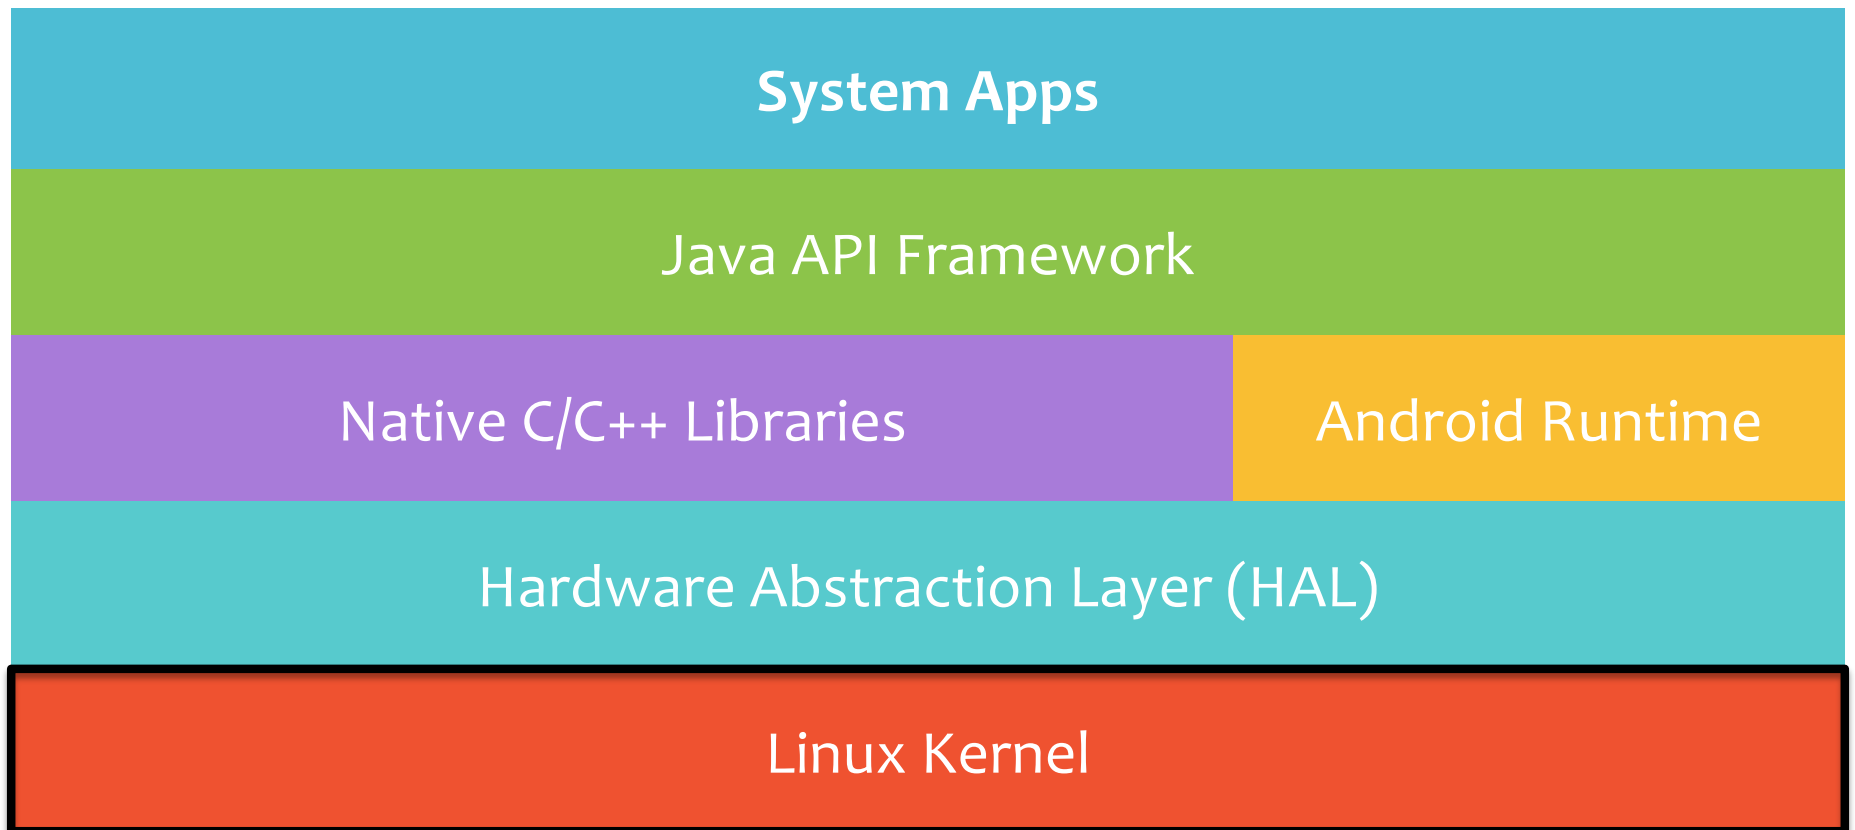 System Apps
Java API Framework
Native C/C++ Libraries
Android Runtime
Hardware Abstraction Layer (HAL)
Linux Kernel